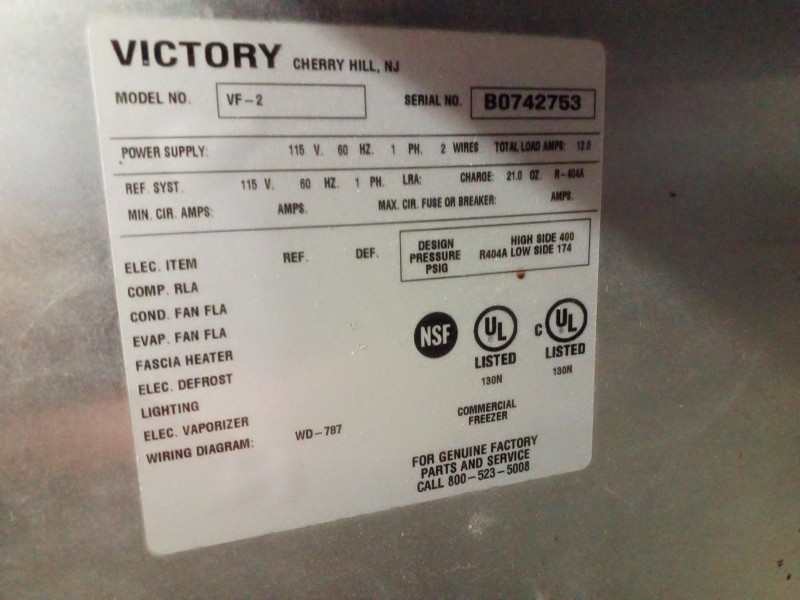 VICTORY CHERRY HILL, NJ
MODEL NO. VF-2 SERIAL NO. B0742753
POWER SUPPLY: 115 V. 60 HZ. 1 PH. 2 WIRES TOTAL LOAD AMPS: 12.0
REF. SYST. 115 V. 60 HZ. 1 PH. LRA: CHARGE: 21.0 OZ. R-404A
MIN. CIR. AMPS: AMPS. MAX. CIR. FUSE OR BREAKER: AMPS.
ELEC. ITEM REF. DEF.
DESIGN PRESSURE PSIG
HIGH SIDE 400
R404A LOW SIDE 174
COMP. RLA
COND. FAN FLA
EVAP. FAN FLA
FASCIA HEATER
ELEC. DEFROST
LIGHTING
ELEC. VAPORIZER
WIRING DIAGRAM: WD-787
NSF
UL
LISTED
130N
C UL
LISTED
130N
COMMERCIAL
FREEZER
FOR GENUINE FACTORY
PARTS AND SERVICE
CALL 800-523-5008